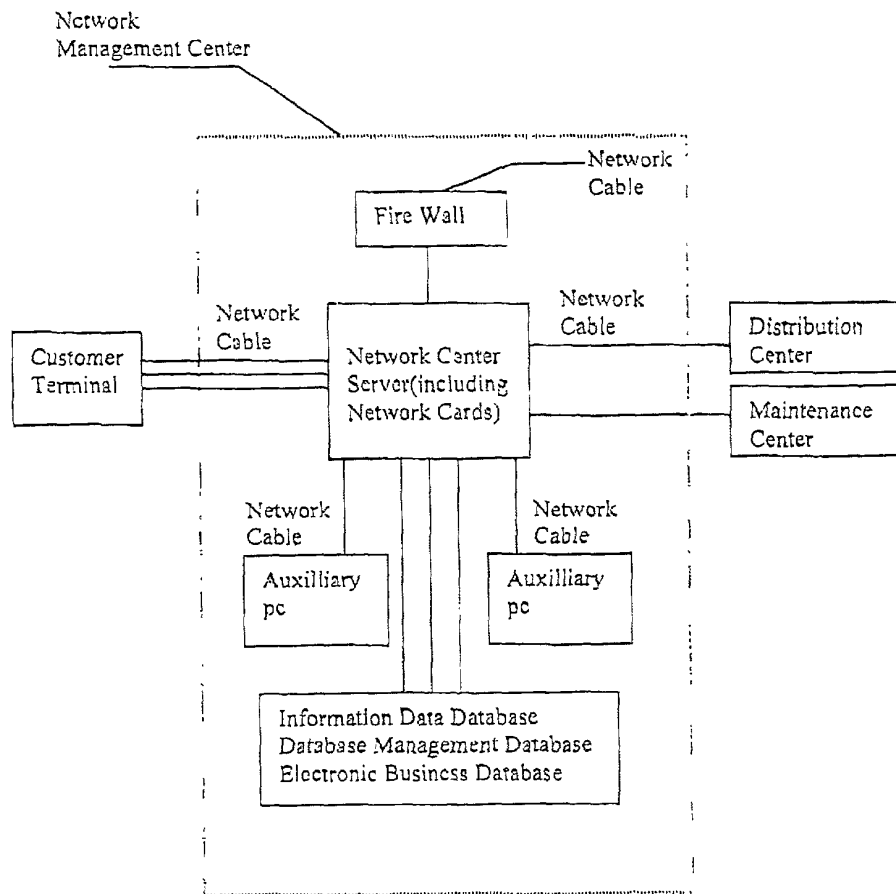 Network
Management Center
Network
Cable
Fire Wall
Network
Cable
Network
Cable
Customer
Terminal
Network Center
Server(including
Network Cards)
Distribution
Center
Maintenance
Center
Network
Cable
Network
Cable
Auxilliary
pc
Auxilliary
pc
Information Data Database
Database Management Database
Electronic Business Database